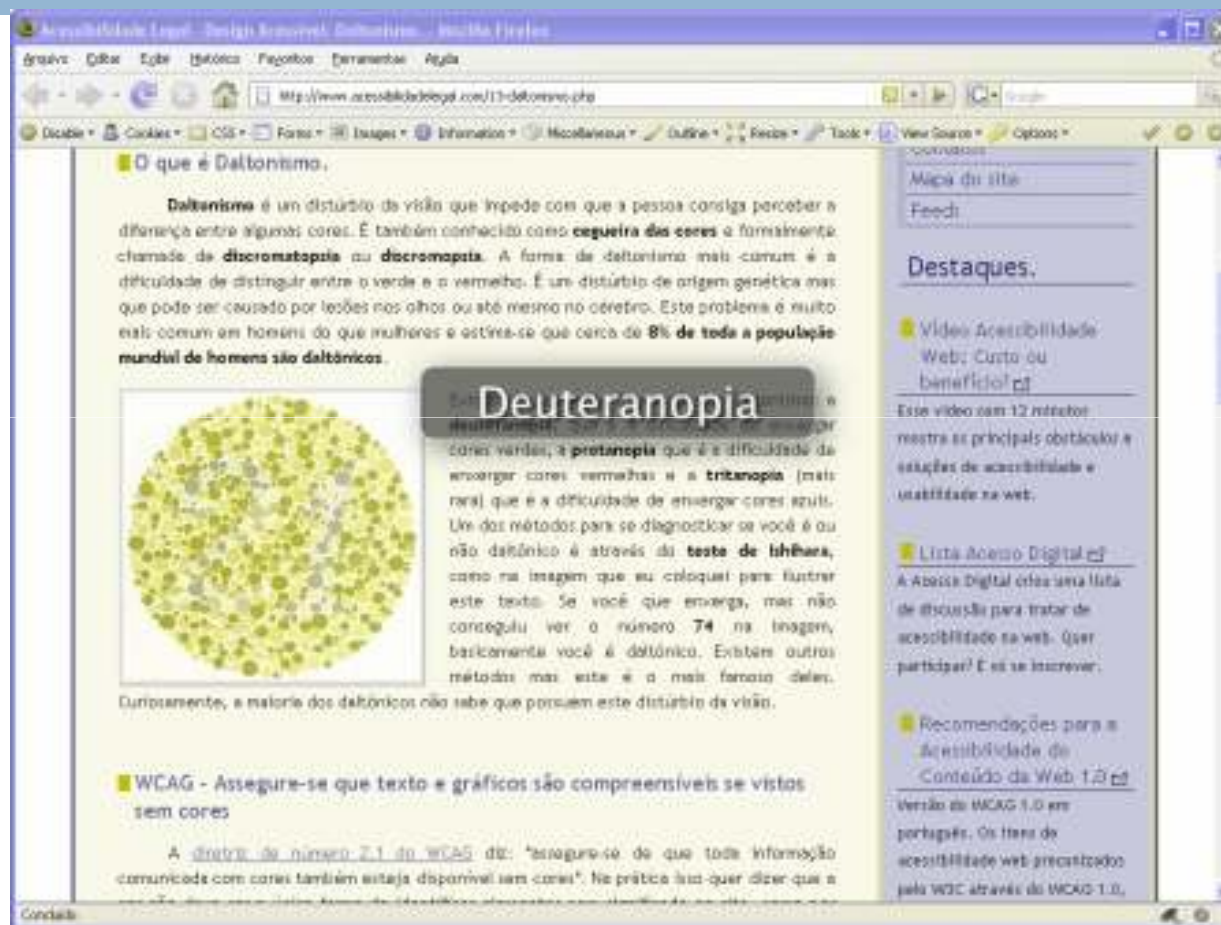 Acessibilidade Legal - Design Acessível: Daltonismo. - Mozilla Firefox
Arquivo Editar Exibir Histórico Favoritos Ferramentas Ajuda
http://www.acessibilidadelegal.com/13-daltonismo.php
Disable Cookies CSS Forms Images Information Miscellaneous Outline Resize Tools View Source Options
O que é Daltonismo.
Daltonismo é um distúrbio da visão que impede com que a pessoa consiga perceber a
diferença entre algumas cores. É também conhecido como cegueira das cores e formalmente
chamada de discromatopsia ou discromopsia. A forma de daltonismo mais comum é a
dificuldade de distinguir entre o verde e o vermelho. É um distúrbio de origem genética mas
que pode ser causado por lesões nos olhos ou até mesmo no cérebro. Este problema é muito
mais comum em homens do que mulheres e estima-se que cerca de 8% de toda a população
mundial de homens são daltônicos.
Deuteranopia
cores verdes, a protanopia que é a dificuldade de
enxergar cores vermelhas e a tritanopia (mais
rara) que é a dificuldade de enxergar cores azuis.
Um dos métodos para se diagnosticar se você é ou
não daltônico é através do teste de Ishihara,
como na imagem que eu coloquei para ilustrar
este texto. Se você que enxerga, mas não
conseguiu ver o número 74 na imagem,
basicamente você é daltônico. Existem outros
métodos mas este é o mais famoso deles.
Curiosamente, a maioria dos daltônicos não sabe que possuem este distúrbio da visão.
WCAG - Assegure-se que texto e gráficos são compreensíveis se vistos
sem cores
A diretriz de número 2.1 do WCAG diz: "assegure-se de que toda informação
comunicada com cores também esteja disponível sem cores". Na prática isso quer dizer que a
Mapa do site
Feeds
Destaques.
Vídeo Acessibilidade
Web: Custo ou
benefício?
Esse vídeo com 12 minutos
mostra os principais obstáculos e
soluções de acessibilidade e
usabilidade na web.
Lista Acesso Digital
A Acesso Digital criou uma lista
de discussão para tratar de
acessibilidade na web. Quer
participar? É só se inscrever.
Recomendações para a
Acessibilidade do
Conteúdo da Web 1.0
Versão do WCAG 1.0 em
português. Os itens de
acessibilidade web preconizados
pelo W3C através do WCAG 1.0,
Concluído